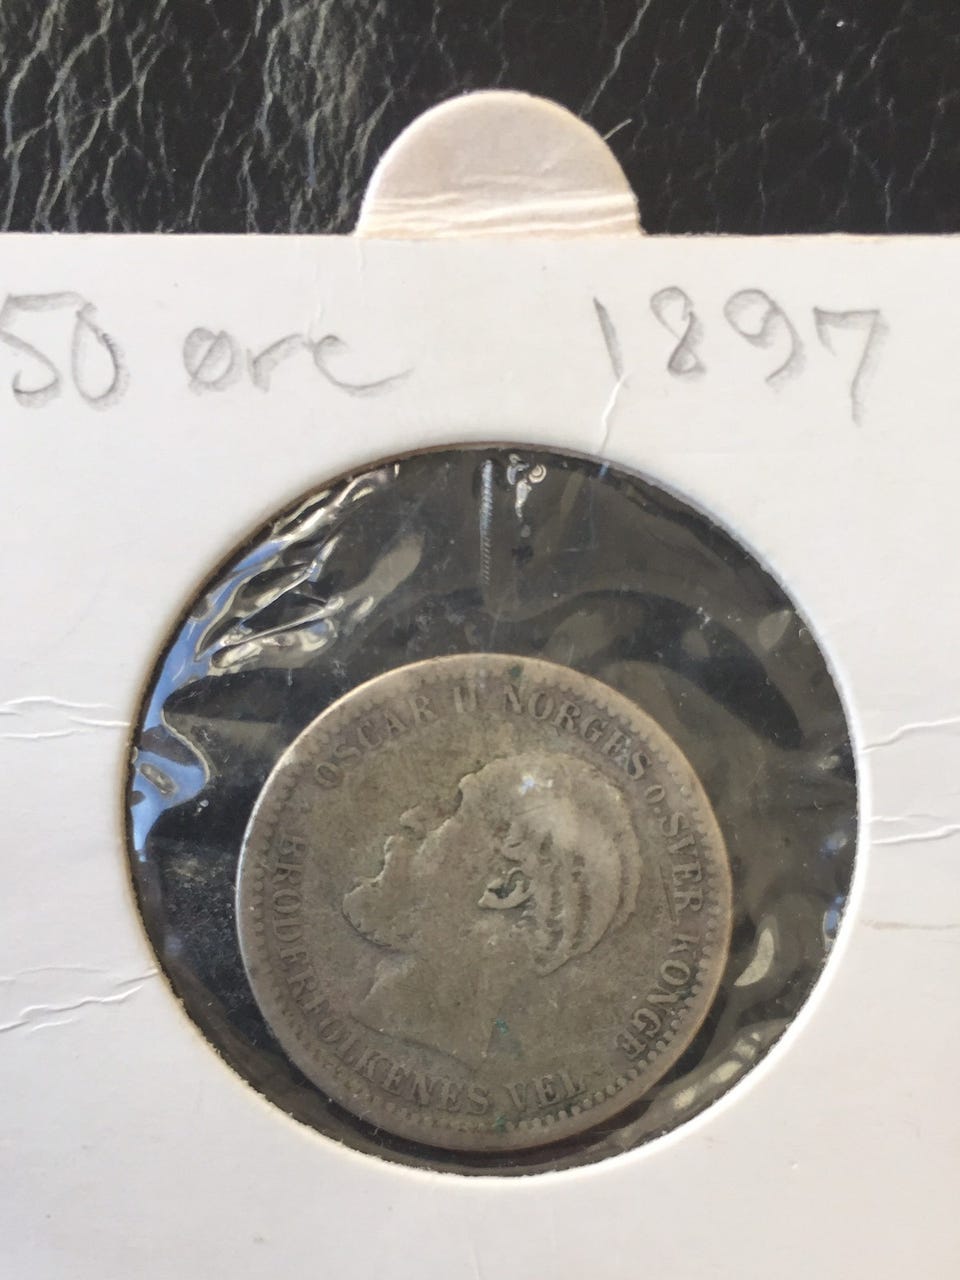 50 øre 1897
OSCAR II NORGES O. SVER. KONGE
BRODERFOLKENES VEL